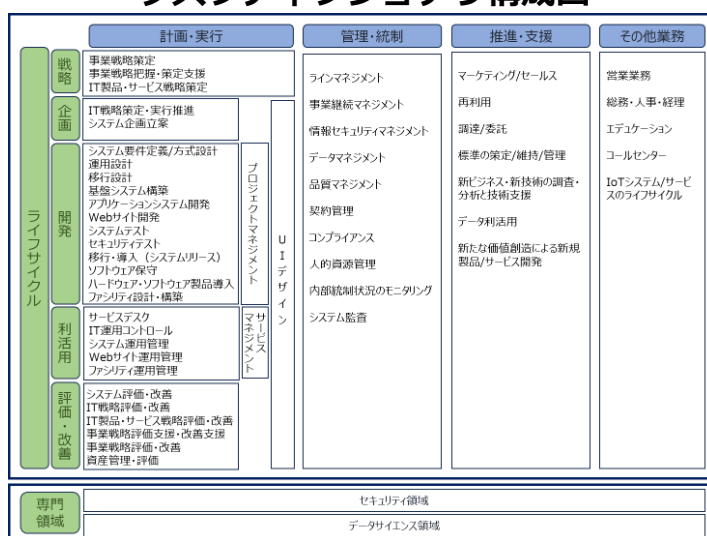 タスクディクショナリ構成図
計画・実行
管理・統制
推進・支援
その他業務
ライフサイクル
戦略
事業戦略策定
事業戦略把握・策定支援
IT製品・サービス戦略策定
企画
IT戦略策定・実行推進
システム企画立案
開発
システム要件定義/方式設計
運用設計
移行設計
基盤システム構築
アプリケーションシステム開発
Webサイト開発
システムテスト
セキュリティテスト
移行・導入（システムリリース）
ソフトウェア保守
ハードウェア・ソフトウェア製品導入
ファシリティ設計・構築
プロジェクトマネジメント
利活用
サービスデスク
IT運用コントロール
システム運用管理
Webサイト運用管理
ファシリティ運用管理
サービス
マネジメント
UIデザイン
評価・改善
システム評価・改善
IT戦略評価・改善
IT製品・サービス戦略評価・改善
事業戦略評価支援・改善支援
事業戦略評価・改善
資産管理・評価
ラインマネジメント
事業継続マネジメント
情報セキュリティマネジメント
データマネジメント
品質マネジメント
契約管理
コンプライアンス
人的資源管理
内部統制状況のモニタリング
システム監査
マーケティング/セールス
再利用
調達/委託
標準の策定/維持/管理
新ビジネス・新技術の調査・
分析と技術支援
データ利活用
新たな価値創造による新規
製品/サービス開発
営業業務
総務・人事・経理
エデュケーション
コールセンター
IoTシステム/サービ
スのライフサイクル
専門
領域
セキュリティ領域
データサイエンス領域